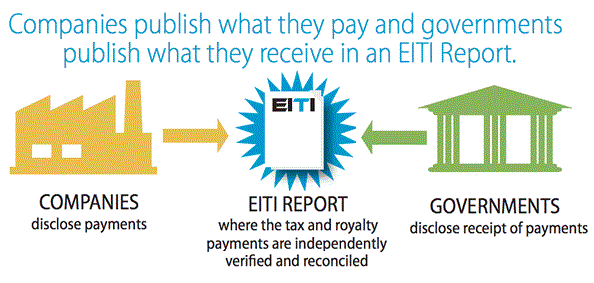 Companies publish what they pay and governments
publish what they receive in an EITI Report.
EITI
COMPANIES
disclose payments
EITI REPORT
where the tax and royalty
payments are independently
verified and reconciled
GOVERNMENTS
disclose receipt of payments